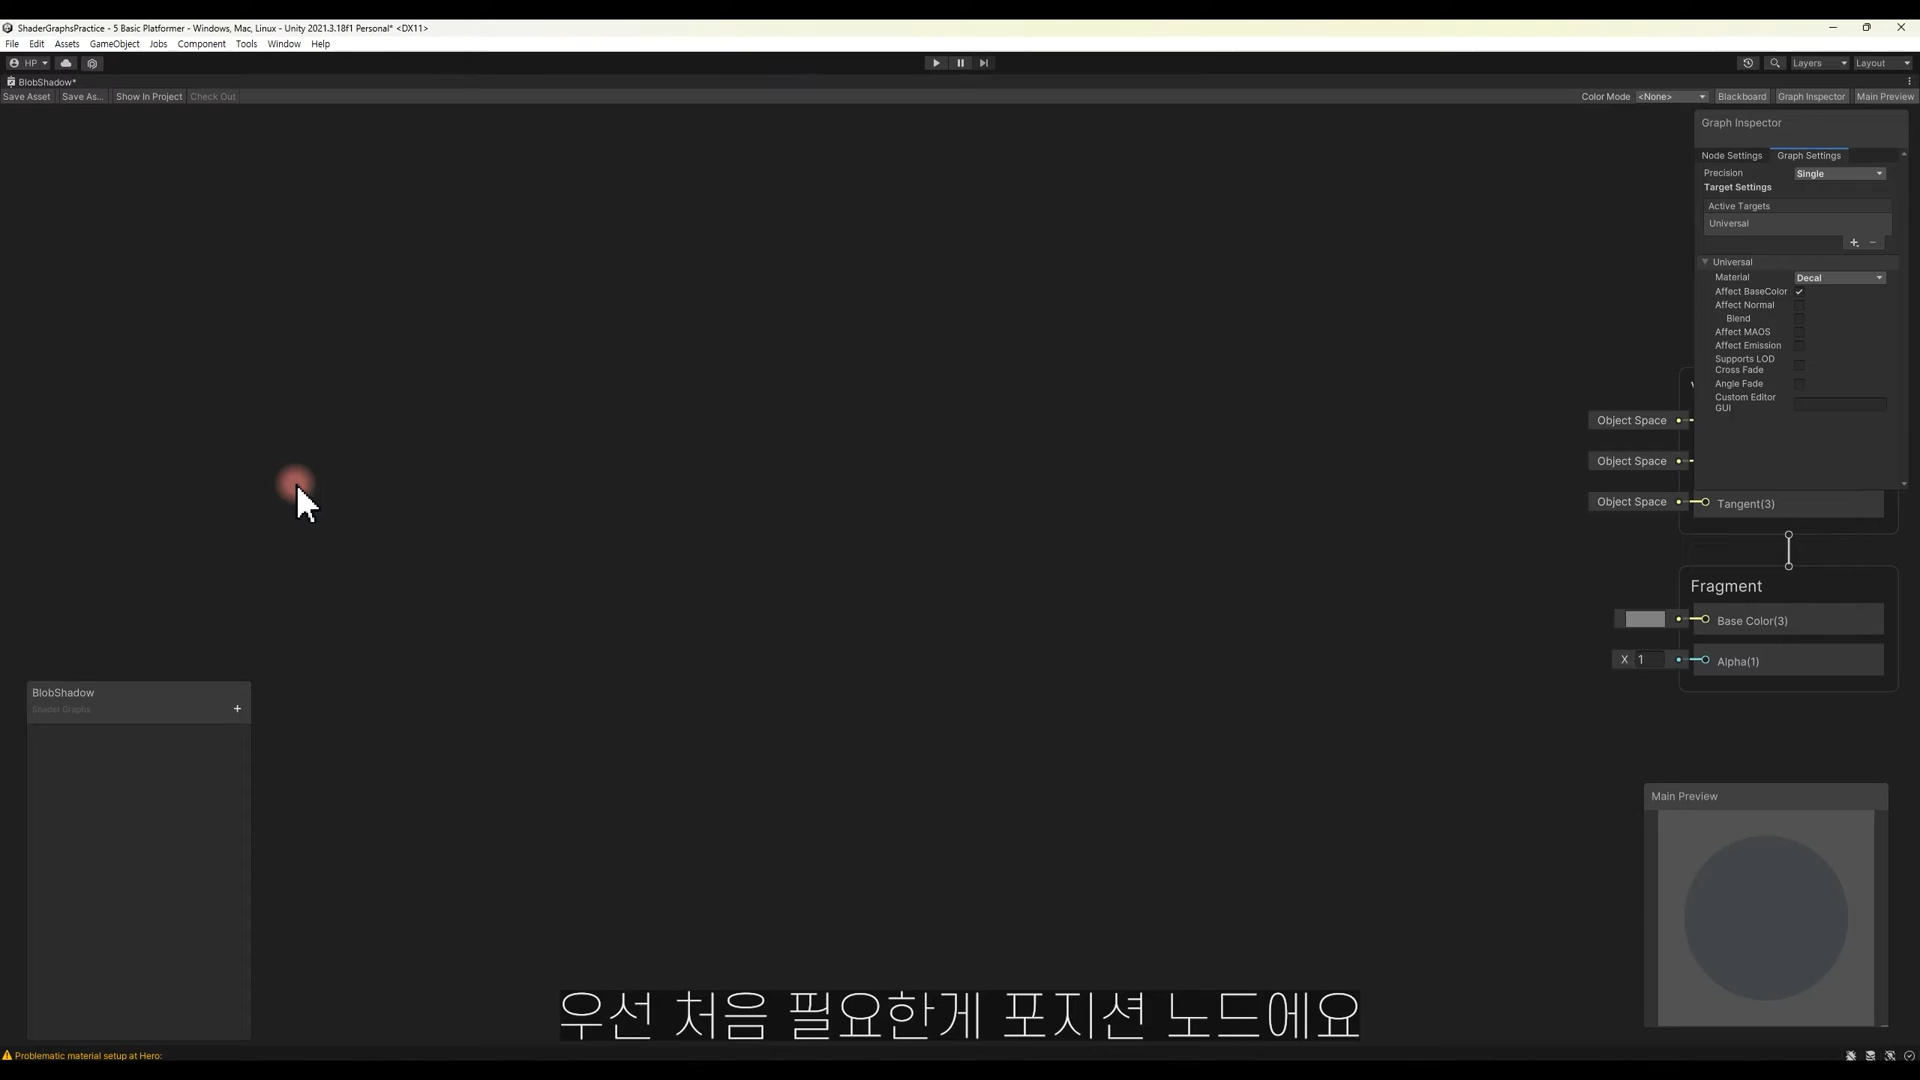 ShaderGraphsPractice - 5 Basic Platformer - Windows, Mac, Linux - Unity 2021.3.18f1 Personal* <DX11>
File Edit Assets GameObject Jobs Component Tools Window Help
HP Layers Layout
BlobShadow*
Save Asset Save As... Show In Project Check Out Color Mode <None> Blackboard Graph Inspector Main Preview
Graph Inspector
Node Settings Graph Settings
Precision Single
Target Settings
Active Targets
Universal
Universal
Material Decal
Affect BaseColor
Affect Normal
Blend
Affect MAOS
Affect Emission
Supports LOD
Cross Fade
Angle Fade
Custom Editor
GUI
Object Space
Object Space
Object Space Tangent(3)
Fragment
Base Color(3)
X 1 Alpha(1)
BlobShadow
Shader Graphs
Main Preview
우선 처음 필요한게 포지션 노드에요
Problematic material setup at Hero: